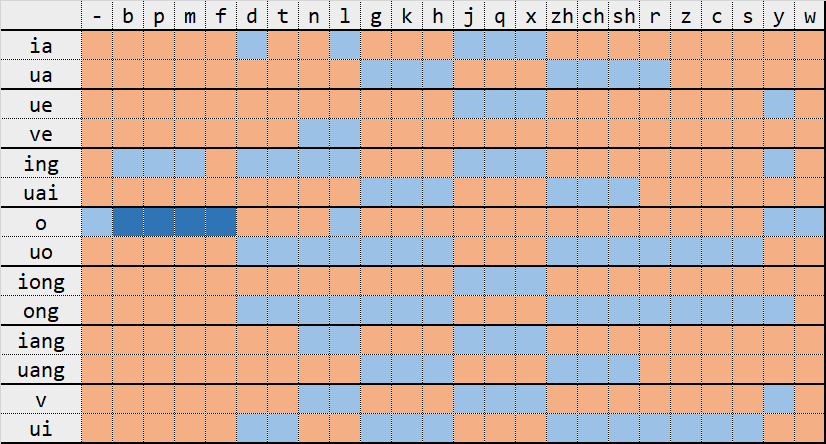 - b p m f d t n l g k h j q x zh ch sh r z c s y w
ia
ua
ue
ve
ing
uai
o
uo
iong
ong
iang
uang
v
ui